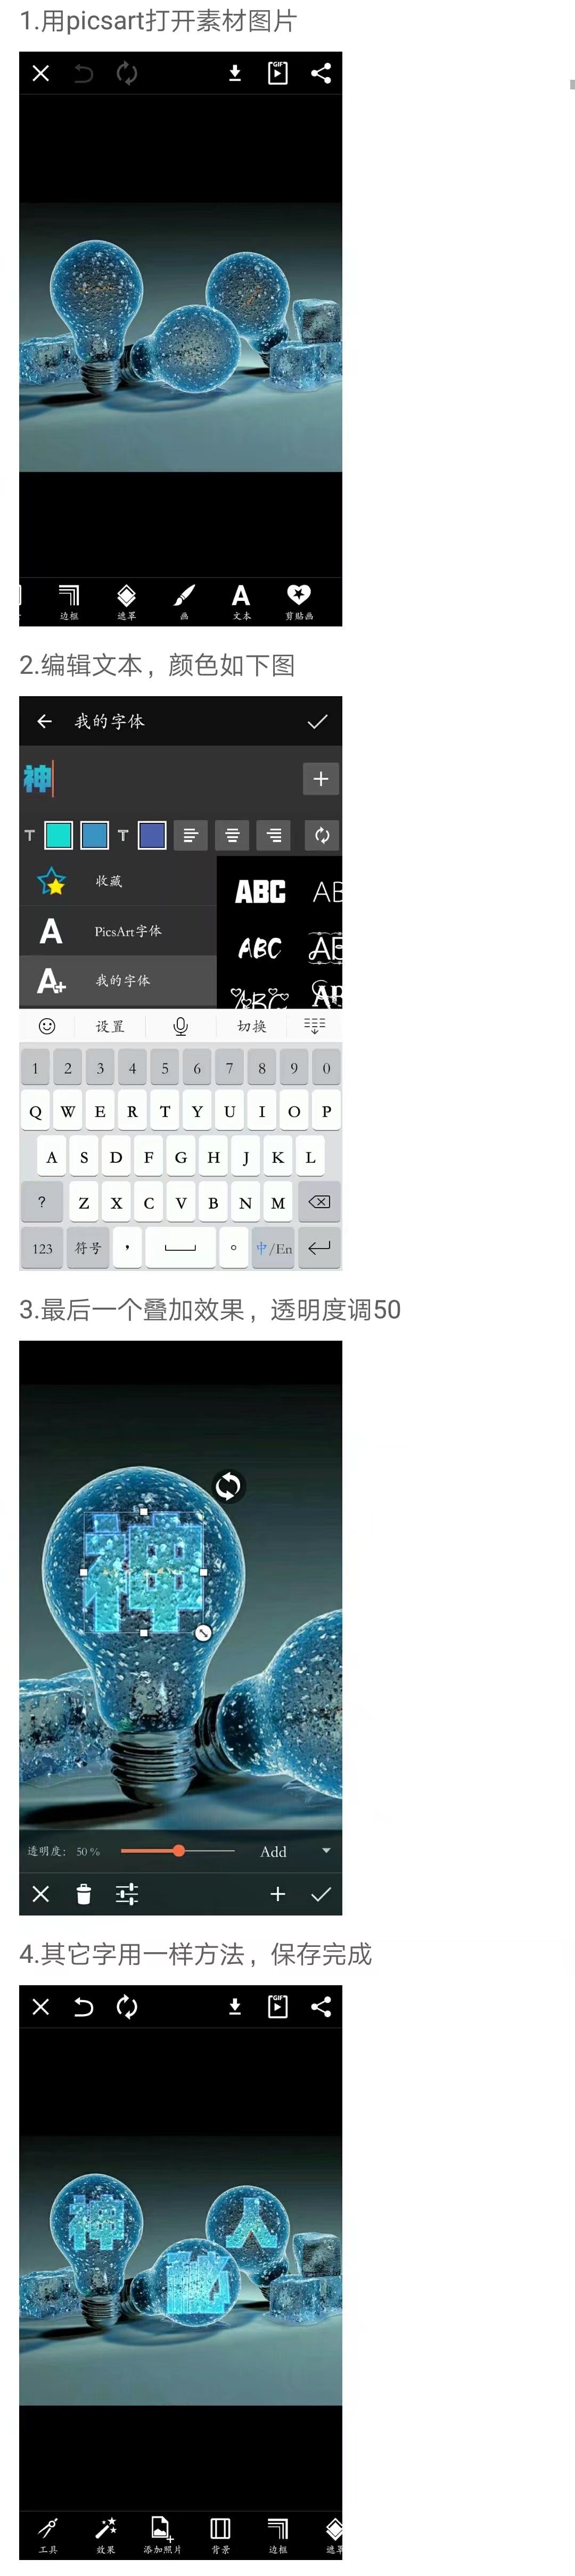 1.用picsart打开素材图片
GIF
边框 遮罩 画 文本 剪贴画
2.编辑文本，颜色如下图
我的字体
神
收藏
ABC
PicsArt字体
ABC
我的字体
ABC
设置 切换
1 2 3 4 5 6 7 8 9 0
Q W E R T Y U I O P
A S D F G H J K L
? Z X C V B N M
123 符号 , 。 中/En
3.最后一个叠加效果，透明度调50
神
透明度： 50 % Add
4.其它字用一样方法，保存完成
GIF
神 人
工具 效果 添加照片 背景 边框